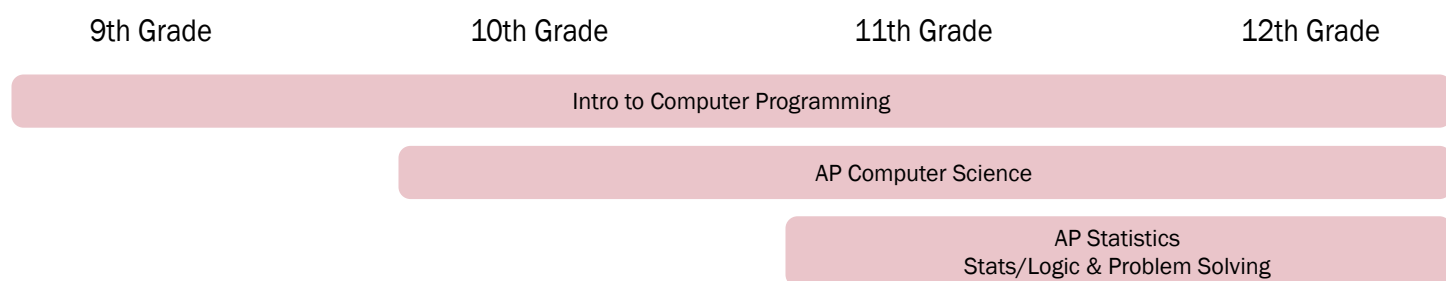 9th Grade 10th Grade 11th Grade 12th Grade
Intro to Computer Programming
AP Computer Science
AP Statistics
Stats/Logic & Problem Solving